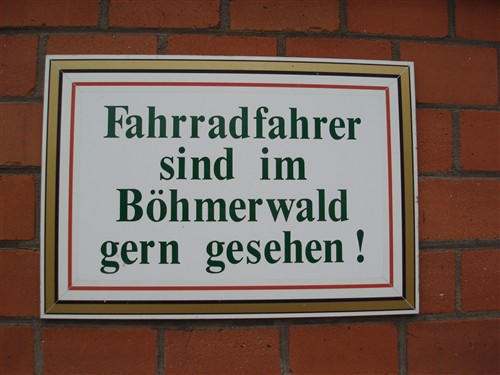 Fahrradfahrer
sind im
Böhmerwald
gern gesehen !